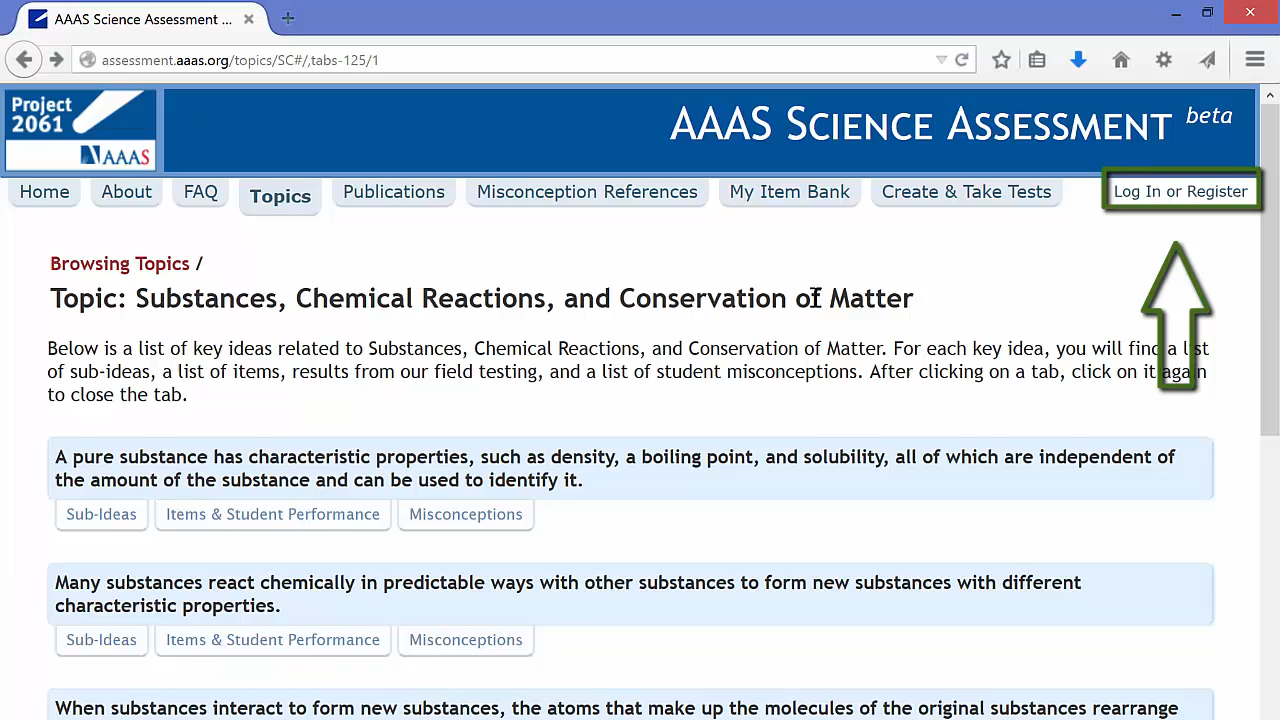 AAAS Science Assessment ...
assessment.aaas.org/topics/SC#/,tabs-125/1
Project
2061
AAAS
AAAS SCIENCE ASSESSMENT beta
Home About FAQ Topics Publications Misconception References My Item Bank Create & Take Tests Log In or Register
Browsing Topics /
Topic: Substances, Chemical Reactions, and Conservation of Matter
Below is a list of key ideas related to Substances, Chemical Reactions, and Conservation of Matter. For each key idea, you will find a list
of sub-ideas, a list of items, results from our field testing, and a list of student misconceptions. After clicking on a tab, click on it again
to close the tab.
A pure substance has characteristic properties, such as density, a boiling point, and solubility, all of which are independent of
the amount of the substance and can be used to identify it.
Sub-Ideas Items & Student Performance Misconceptions
Many substances react chemically in predictable ways with other substances to form new substances with different
characteristic properties.
Sub-Ideas Items & Student Performance Misconceptions
When substances interact to form new substances, the atoms that make up the molecules of the original substances rearrange